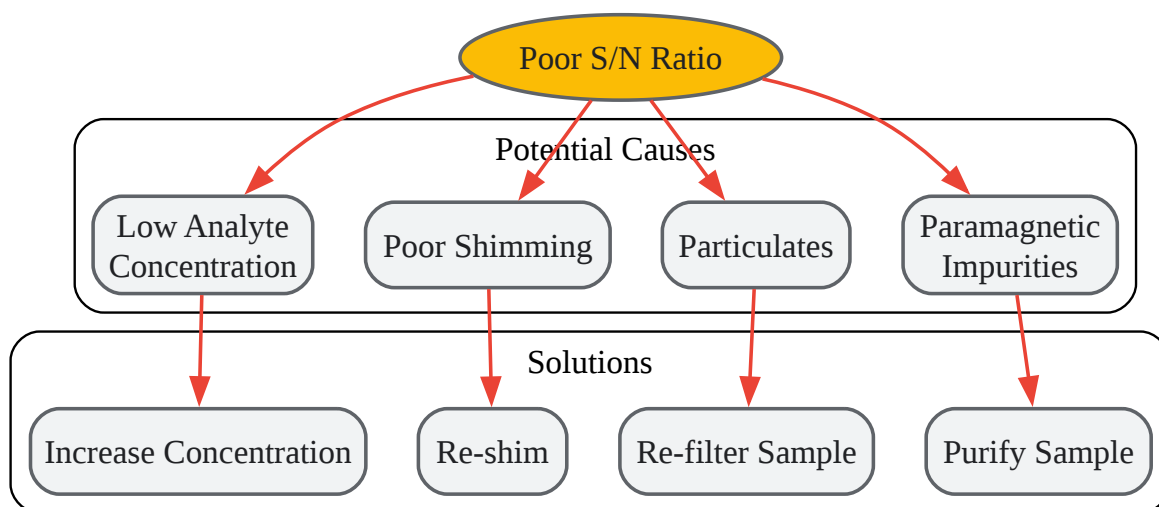 Poor S/N Ratio
Potential Causes
Low Analyte
Concentration
Poor Shimming
Particulates
Paramagnetic
Impurities
Solutions
Increase Concentration
Re-shim
Re-filter Sample
Purify Sample